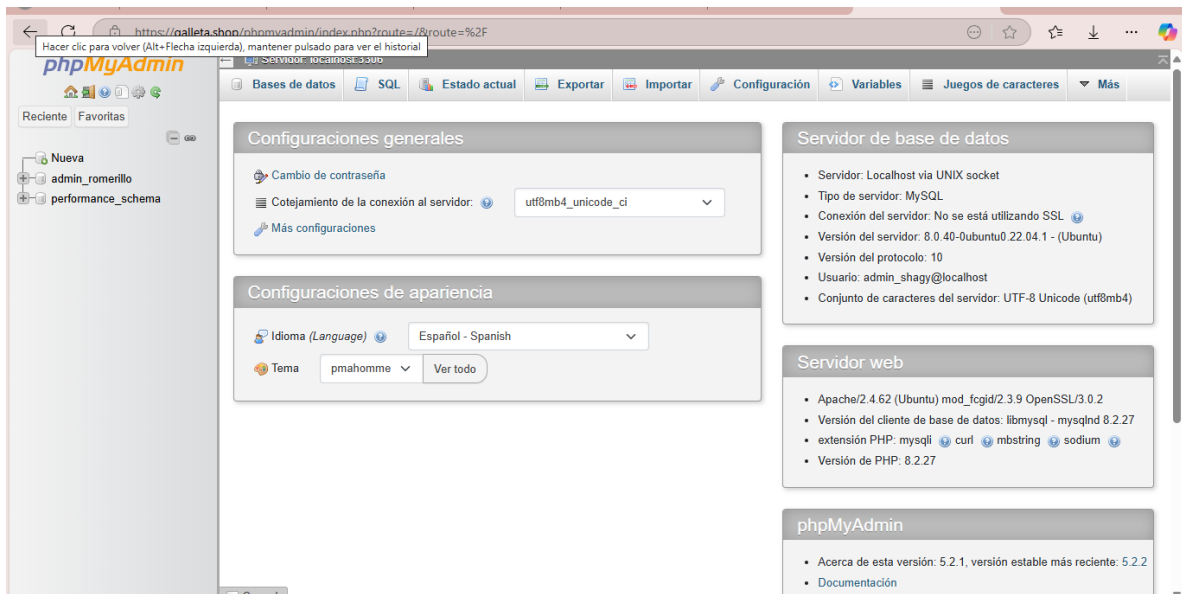 https://galleta.shop/phpmyadmin/index.php?route=/&route=%2F
Hacer clic para volver (Alt+Flecha izquierda), mantener pulsado para ver el historial
phpMyAdmin
Reciente Favoritas
Nueva
admin_romerillo
performance_schema
Servidor: localhost 3306
Bases de datos SQL Estado actual Exportar Importar Configuración Variables Juegos de caracteres Más
Configuraciones generales
Cambio de contraseña
Cotejamiento de la conexión al servidor: utf8mb4_unicode_ci
Más configuraciones
Configuraciones de apariencia
Idioma (Language) Español - Spanish
Tema pmahomme Ver todo
Servidor de base de datos
Servidor: Localhost via UNIX socket
Tipo de servidor: MySQL
Conexión del servidor: No se está utilizando SSL
Versión del servidor: 8.0.40-0ubuntu0.22.04.1 - (Ubuntu)
Versión del protocolo: 10
Usuario: admin_shagy@localhost
Conjunto de caracteres del servidor: UTF-8 Unicode (utf8mb4)
Servidor web
Apache/2.4.62 (Ubuntu) mod_fcgid/2.3.9 OpenSSL/3.0.2
Versión del cliente de base de datos: libmysql - mysqlnd 8.2.27
extensión PHP: mysqli curl mbstring sodium
Versión de PHP: 8.2.27
phpMyAdmin
Acerca de esta versión: 5.2.1, versión estable más reciente: 5.2.2
Documentación